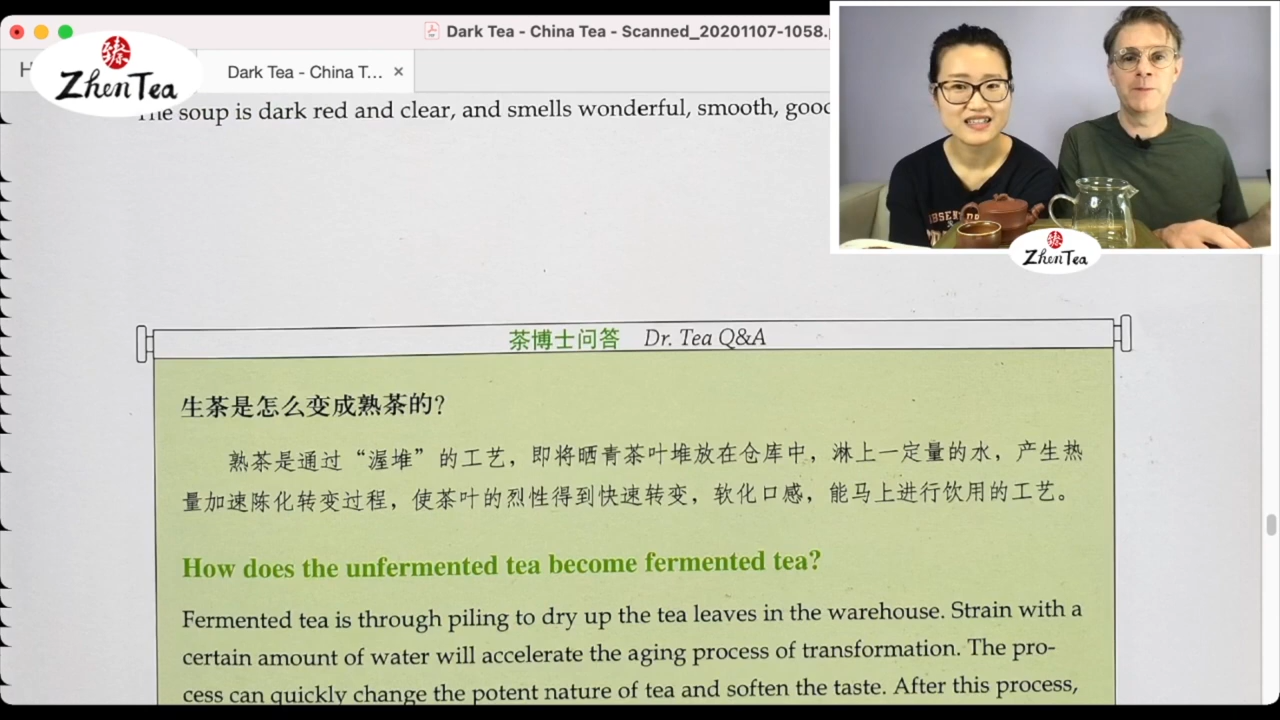 Dark Tea - China Tea - Scanned_20201107-1058.
Dark Tea - China T... ×
臻
ZhenTea
The soup is dark red and clear, and smells wonderful, smooth, good
臻
ZhenTea
茶博士问答 Dr. Tea Q&A
生茶是怎么变成熟茶的?
熟茶是通过“渥堆”的工艺，即将晒青茶叶堆放在仓库中，淋上一定量的水，产生热
量加速陈化转变过程，使茶叶的烈性得到快速转变，软化口感，能马上进行饮用的工艺。
How does the unfermented tea become fermented tea?
Fermented tea is through piling to dry up the tea leaves in the warehouse. Strain with a
certain amount of water will accelerate the aging process of transformation. The pro-
cess can quickly change the potent nature of tea and soften the taste. After this process,